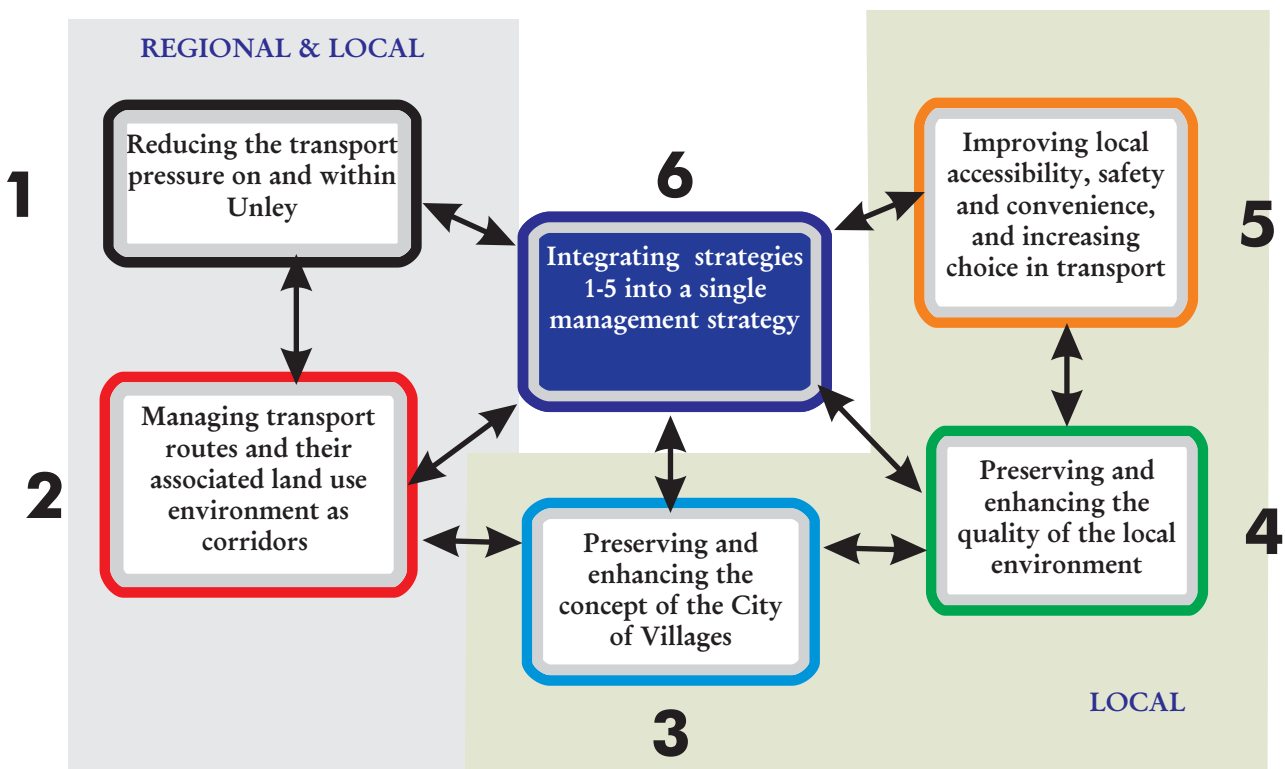 REGIONAL & LOCAL
1
Reducing the transport
pressure on and within
Unley
2
Managing transport
routes and their
associated land use
environment as
corridors
6
Integrating strategies
1-5 into a single
management strategy
3
Preserving and
enhancing the
concept of the City
of Villages
5
Improving local
accessibility, safety
and convenience,
and increasing
choice in transport
4
Preserving and
enhancing the
quality of the local
environment
LOCAL